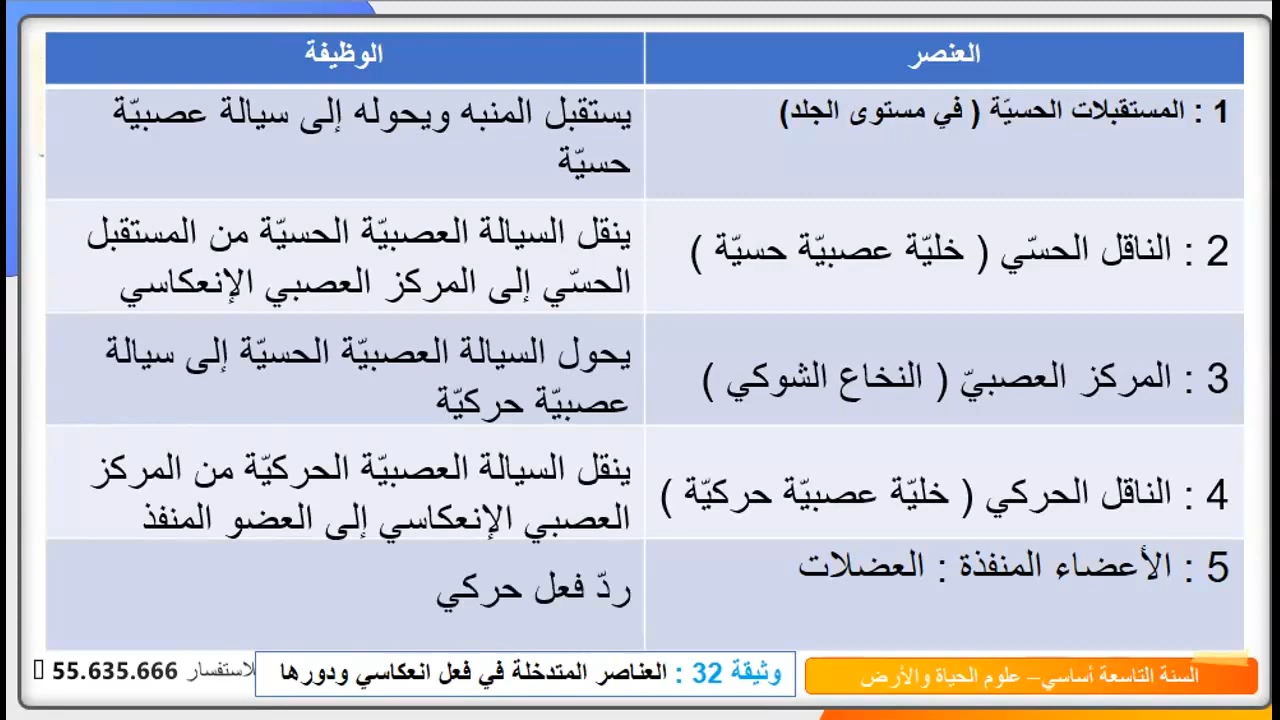 العنصر
الوظيفة
1 : المستقبلات الحسيّة ( في مستوى الجلد)
يستقبل المنبه ويحوله إلى سيالة عصبيّة
حسيّة
2 : الناقل الحسّي ( خليّة عصبيّة حسيّة )
ينقل السيالة العصبيّة الحسيّة من المستقبل
الحسّي إلى المركز العصبي الإنعكاسي
3 : المركز العصبيّ ( النخاع الشوكي )
يحول السيالة العصبيّة الحسيّة إلى سيالة
عصبيّة حركيّة
4 : الناقل الحركي ( خليّة عصبيّة حركيّة )
ينقل السيالة العصبيّة الحركيّة من المركز
العصبي الإنعكاسي إلى العضو المنفذ
5 : الأعضاء المنفذة : العضلات
ردّ فعل حركي
السنة التاسعة أساسي– علوم الحياة والأرض
وثيقة 32 : العناصر المتدخلة في فعل انعكاسي ودورها
للاستفسار 55.635.666